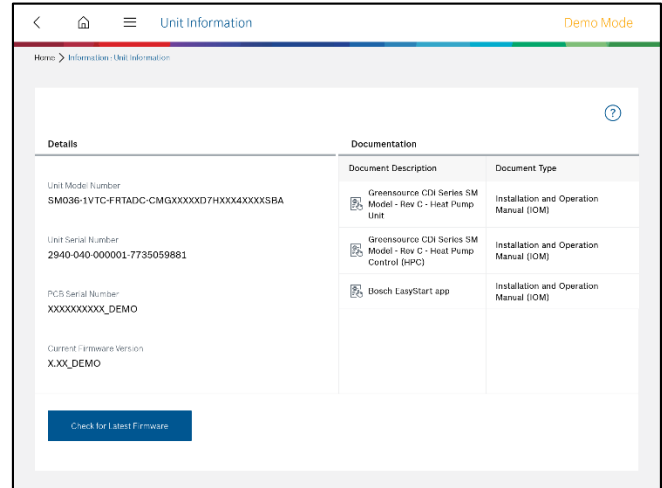 Unit Information
Demo Mode
Home > Information : Unit Information
?
Details
Documentation
Document Description
Document Type
Unit Model Number
SM036-1VTC-FRTADC-CMGXXXXXD7HXXX4XXXXSBA
Greensource CDi Series SM
Model - Rev C - Heat Pump
Unit
Installation and Operation
Manual (IOM)
Unit Serial Number
2940-040-000001-7735059881
Greensource CDi Series SM
Model - Rev C - Heat Pump
Control (HPC)
Installation and Operation
Manual (IOM)
PCB Serial Number
XXXXXXXXXX_DEMO
Bosch EasyStart app
Installation and Operation
Manual (IOM)
Current Firmware Version
X.XX_DEMO
Check for Latest Firmware